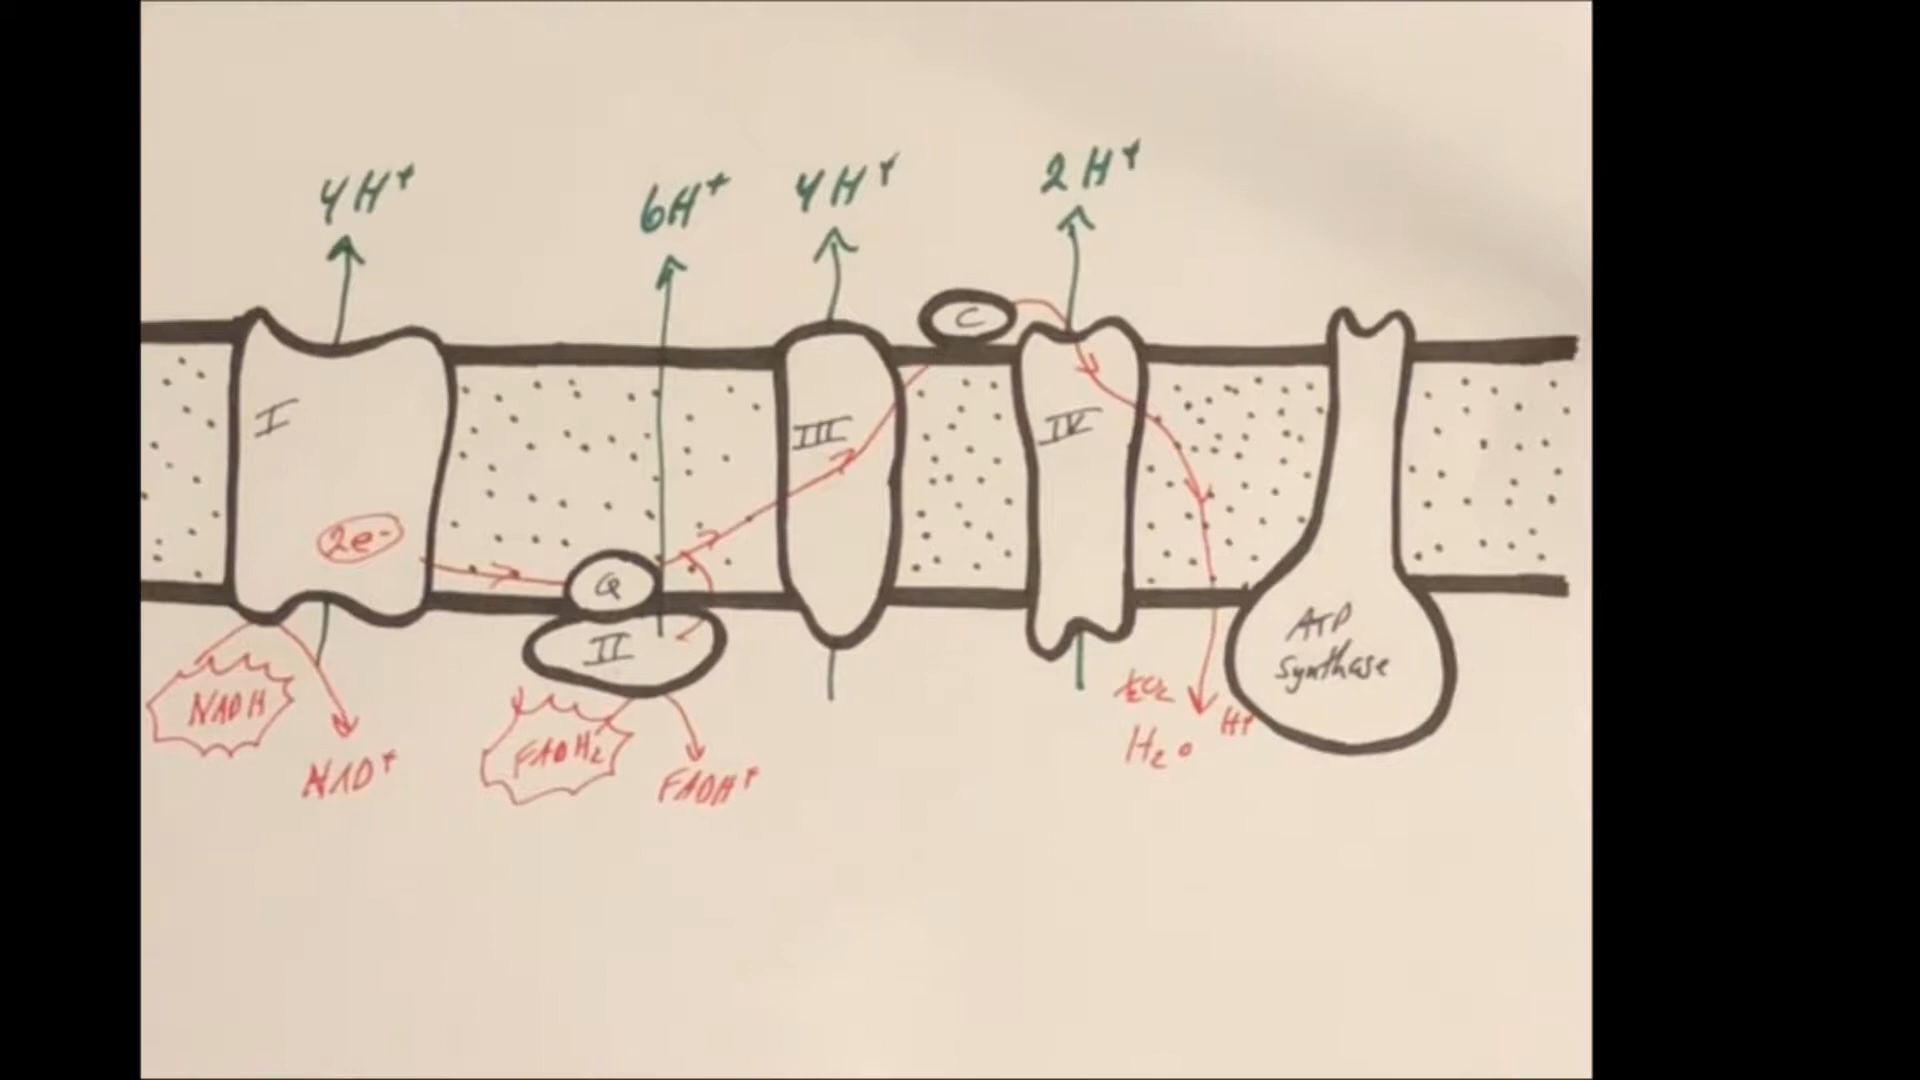 4H+
6H+
4H+
2H+
C
I
III
IV
2e-
Q
II
ATP
Synthase
NADH
NAD+
FADH2
FADH+
H+
H2O